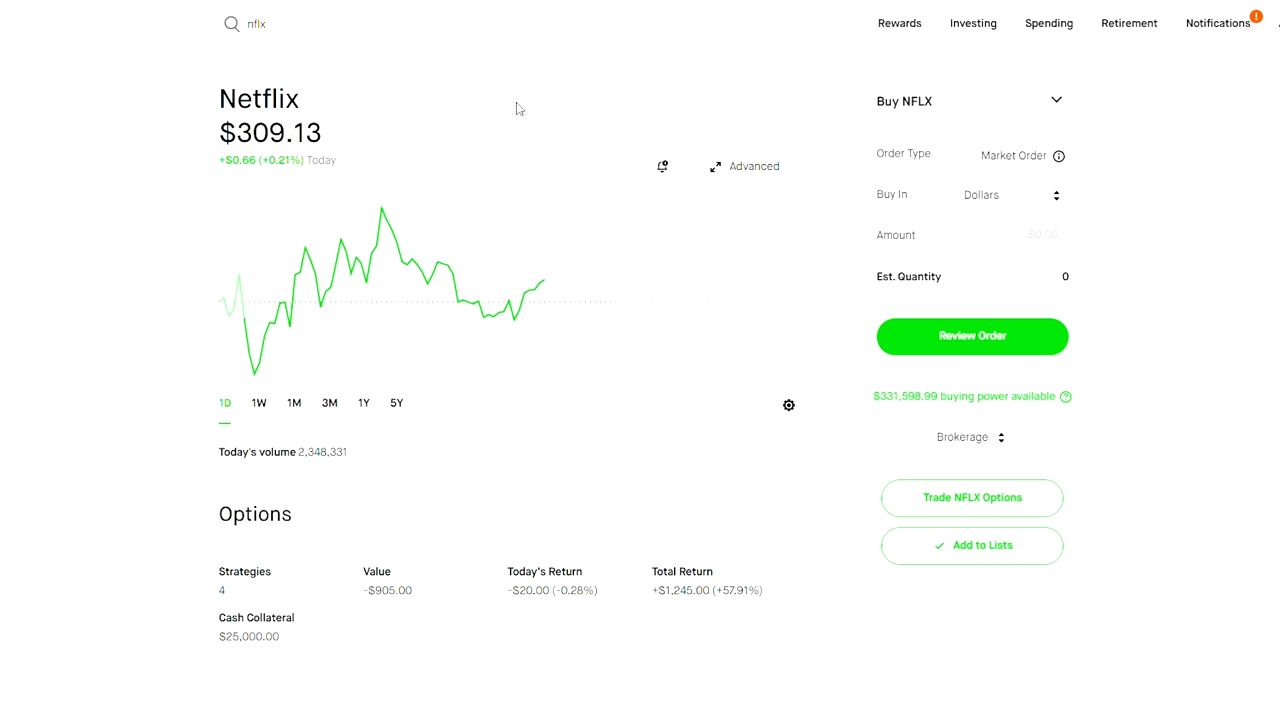 nflx
Rewards
Investing
Spending
Retirement
Notifications
!
Netflix
$309.13
+$0.66 (+0.21%) Today
Advanced
1D 1W 1M 3M 1Y 5Y
Today's volume 2,348,331
Buy NFLX
Order Type Market Order
Buy In Dollars
Amount $0.00
Est. Quantity 0
Review Order
$331,598.99 buying power available
Brokerage
Trade NFLX Options
Add to Lists
Options
Strategies Value Today's Return Total Return
4 -$905.00 -$20.00 (-0.28%) +$1,245.00 (+57.91%)
Cash Collateral
$25,000.00